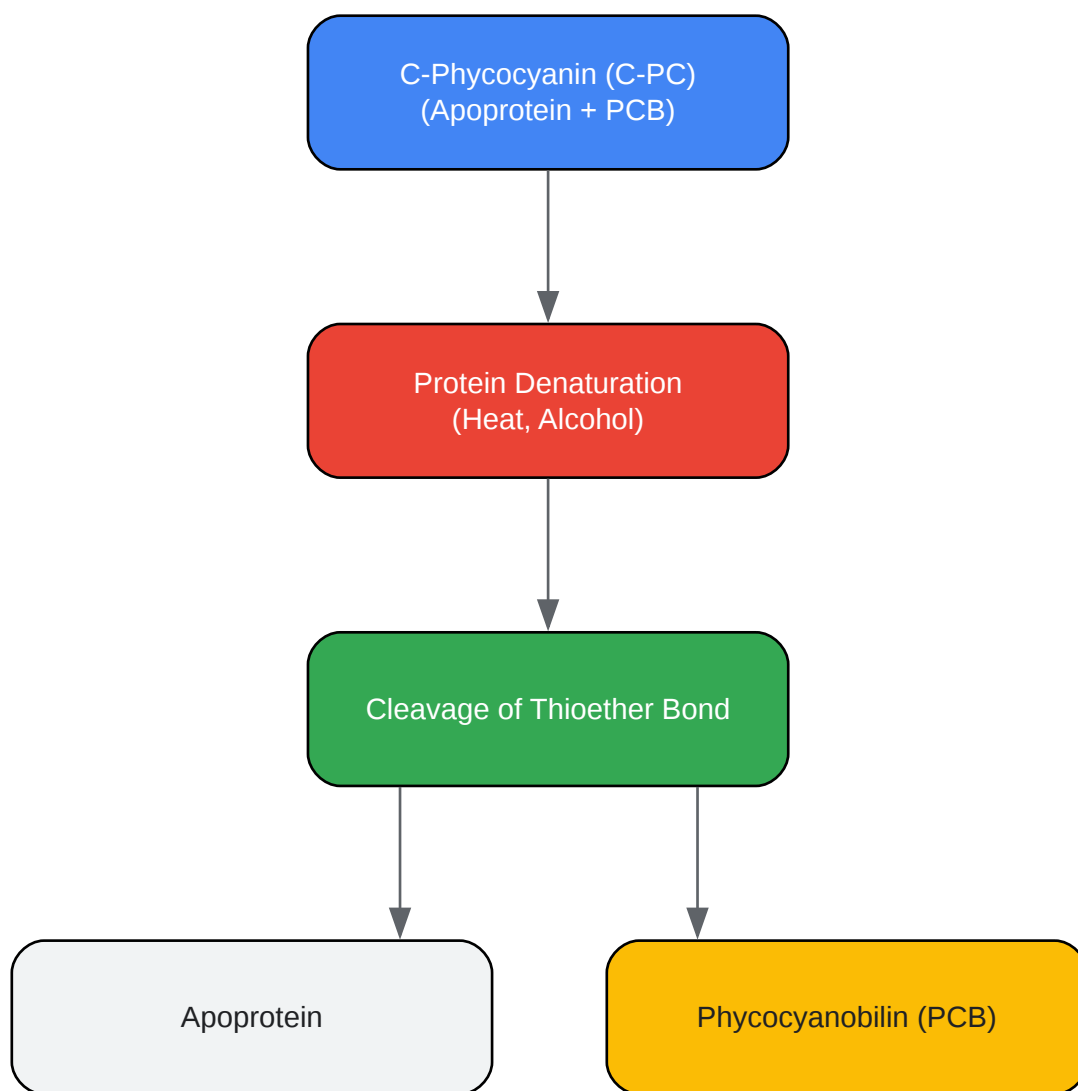 C-Phycocyanin (C-PC)
(Apoprotein + PCB)
Protein Denaturation
(Heat, Alcohol)
Cleavage of Thioether Bond
Apoprotein
Phycocyanobilin (PCB)